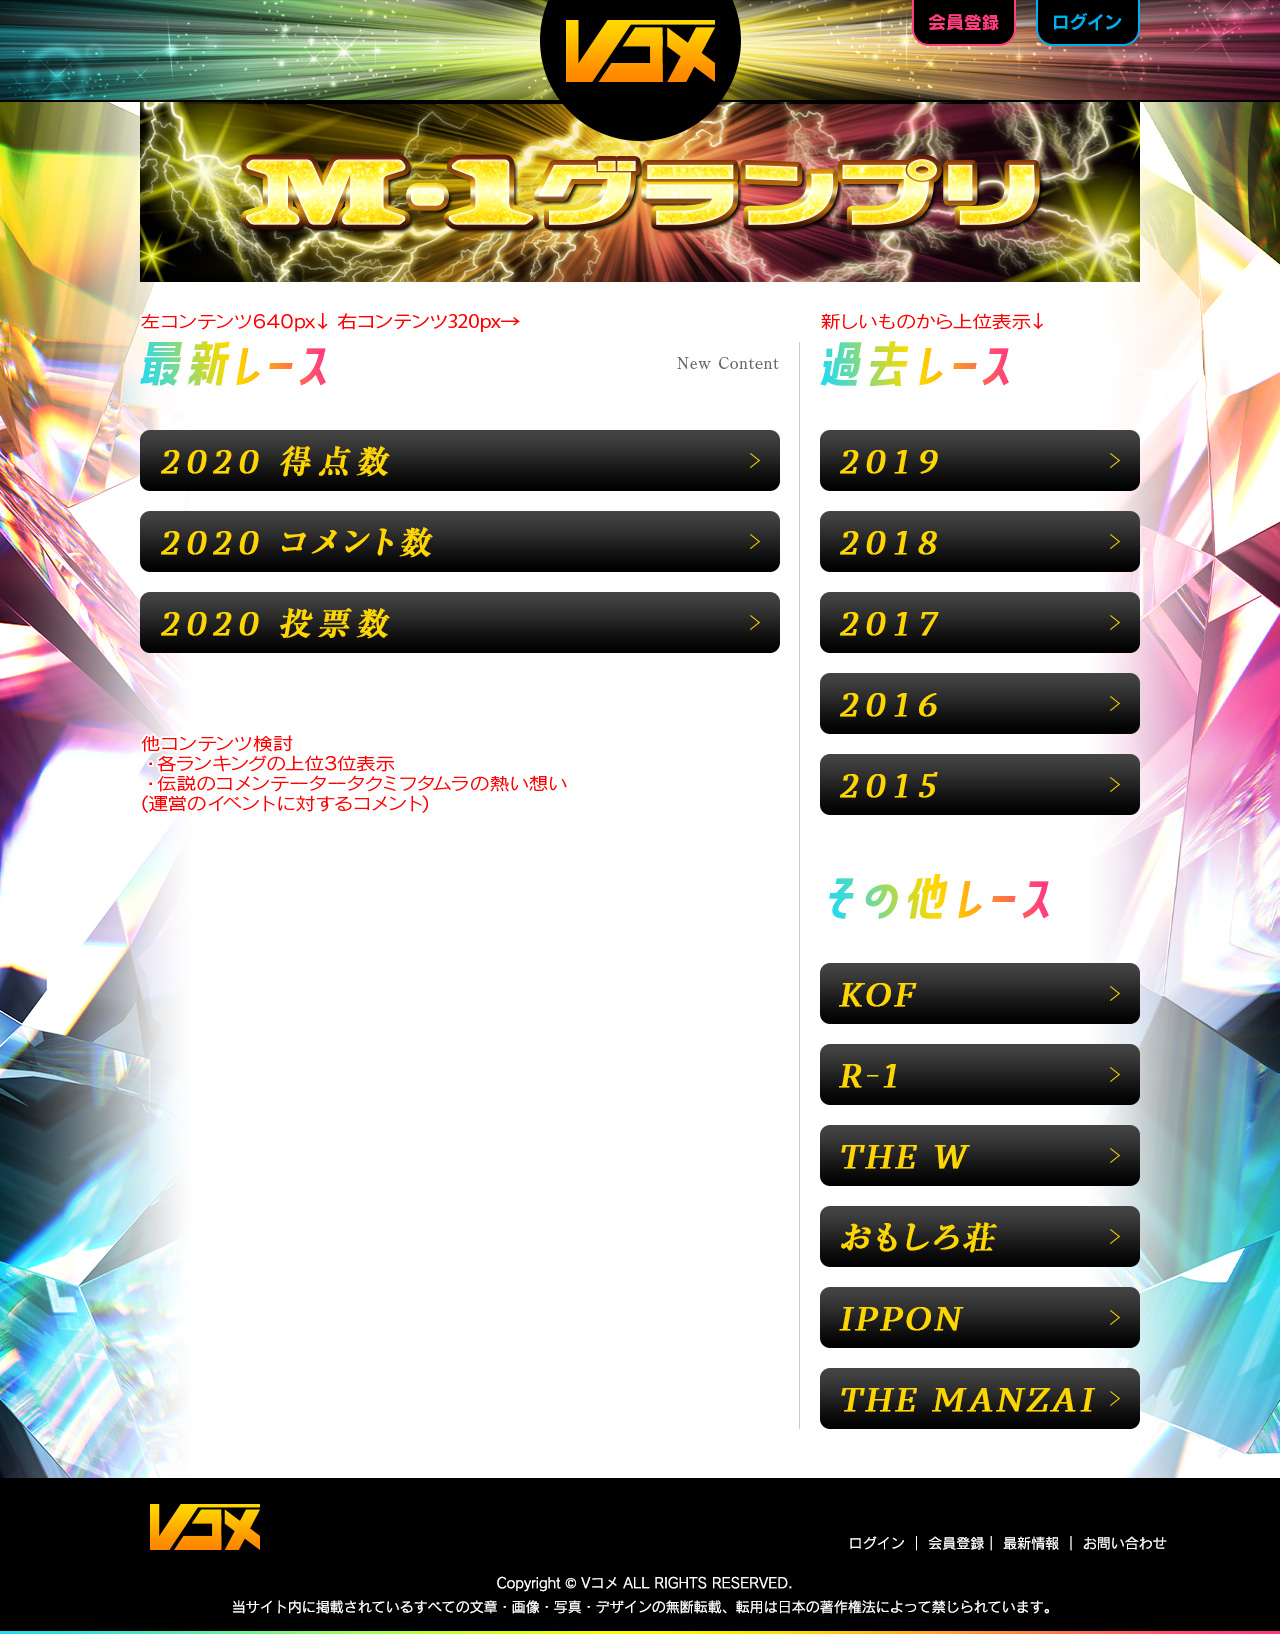 Vコメ
会員登録
ログイン
M-1グランプリ
左コンテンツ640px↓ 右コンテンツ320px→
新しいものから上位表示↓
最新レース
New Content
過去レース
2020 得点数
2020 コメント数
2020 投票数
他コンテンツ検討
・各ランキングの上位3位表示
・伝説のコメンテータータクミフタムラの熱い想い
(運営のイベントに対するコメント)
2019
2018
2017
2016
2015
その他レース
KOF
R-1
THE W
おもしろ荘
IPPON
THE MANZAI
Vコメ
ログイン | 会員登録 | 最新情報 | お問い合わせ
Copyright © Vコメ ALL RIGHTS RESERVED.
当サイト内に掲載されているすべての文章・画像・写真・デザインの無断転載、転用は日本の著作権法によって禁じられています。